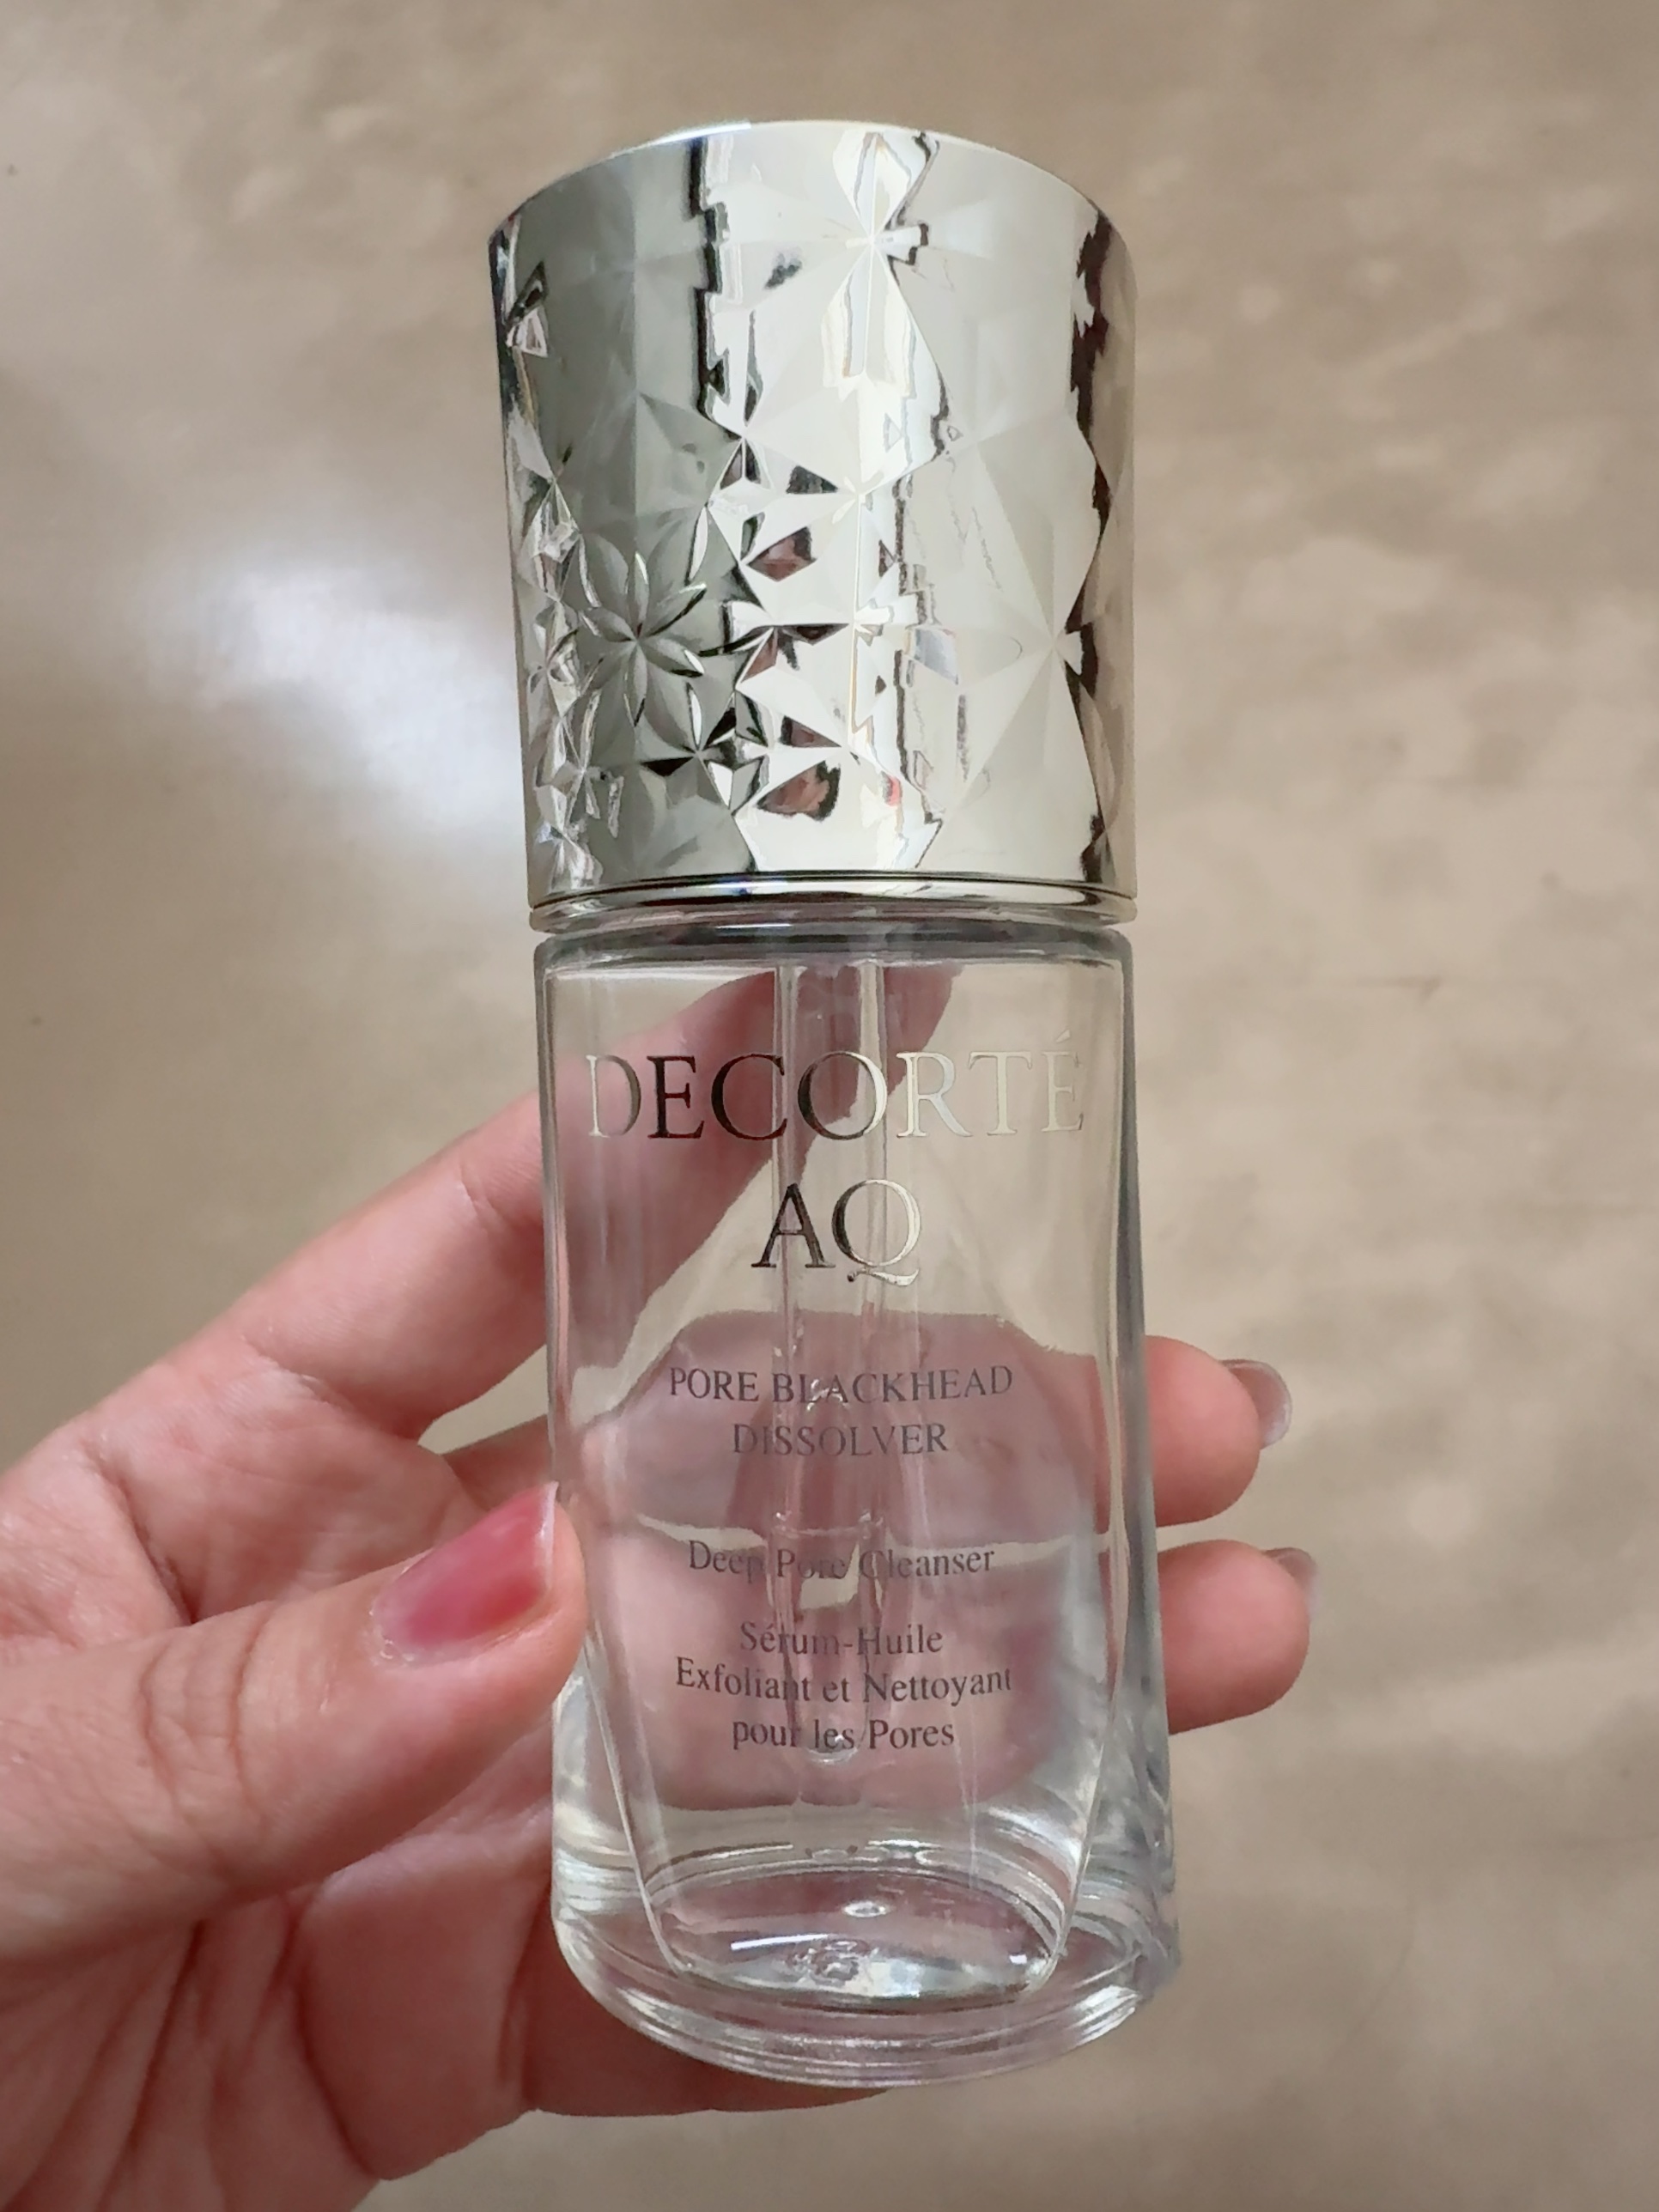 DECORTÉ
AQ
PORE BLACKHEAD
DISSOLVER
Deep Pore Cleanser
Sérum-Huile
Exfoliant et Nettoyant
pour les Pores